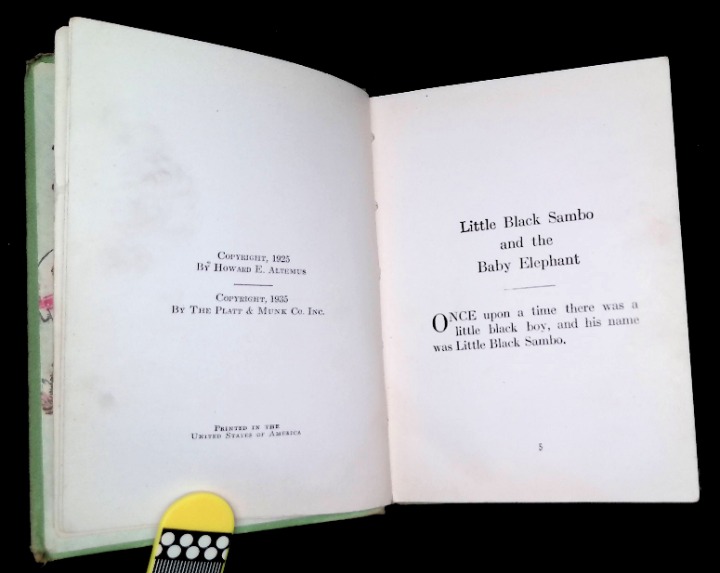 Copyright, 1925
By Howard E. Altemus
Copyright, 1935
By The Platt & Munk Co. Inc.
Printed in the
United States of America
Little Black Sambo
and the
Baby Elephant
ONCE upon a time there was a
little black boy, and his name
was Little Black Sambo.
5